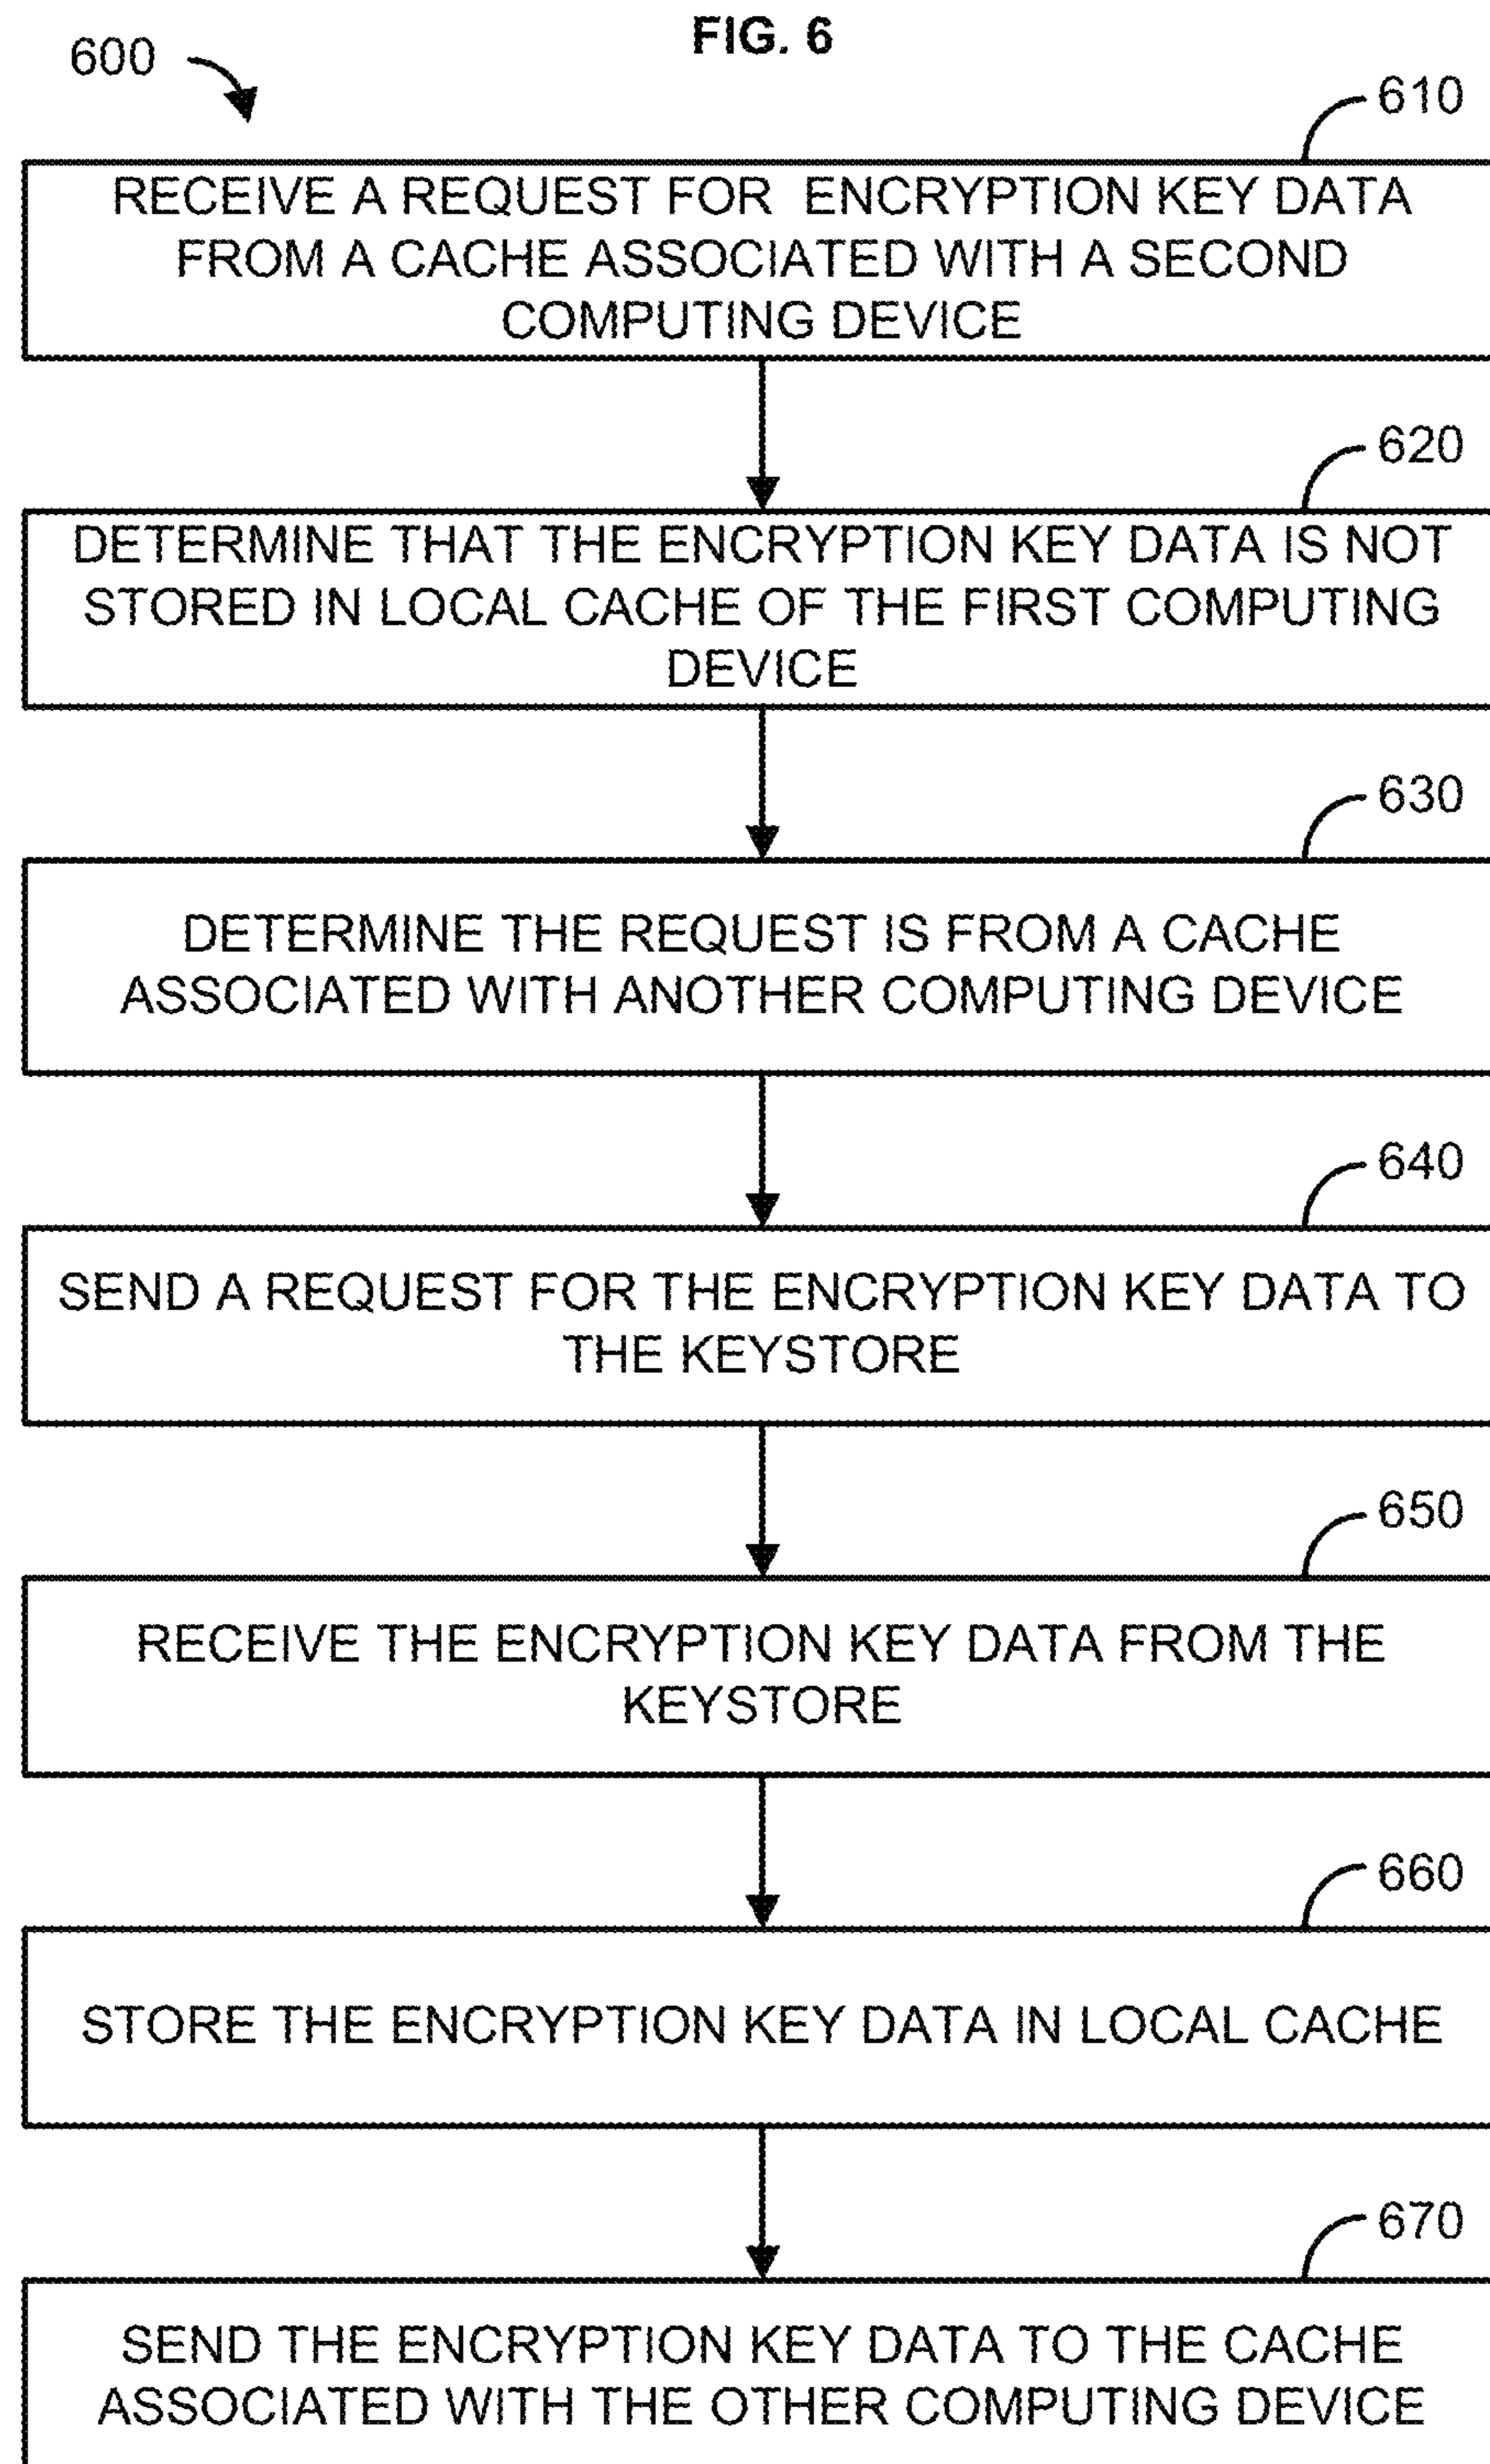 FIG. 6
600
610
RECEIVE A REQUEST FOR ENCRYPTION KEY DATA
FROM A CACHE ASSOCIATED WITH A SECOND
COMPUTING DEVICE
620
DETERMINE THAT THE ENCRYPTION KEY DATA IS NOT
STORED IN LOCAL CACHE OF THE FIRST COMPUTING
DEVICE
630
DETERMINE THE REQUEST IS FROM A CACHE
ASSOCIATED WITH ANOTHER COMPUTING DEVICE
640
SEND A REQUEST FOR THE ENCRYPTION KEY DATA TO
THE KEYSTORE
650
RECEIVE THE ENCRYPTION KEY DATA FROM THE
KEYSTORE
660
STORE THE ENCRYPTION KEY DATA IN LOCAL CACHE
670
SEND THE ENCRYPTION KEY DATA TO THE CACHE
ASSOCIATED WITH THE OTHER COMPUTING DEVICE